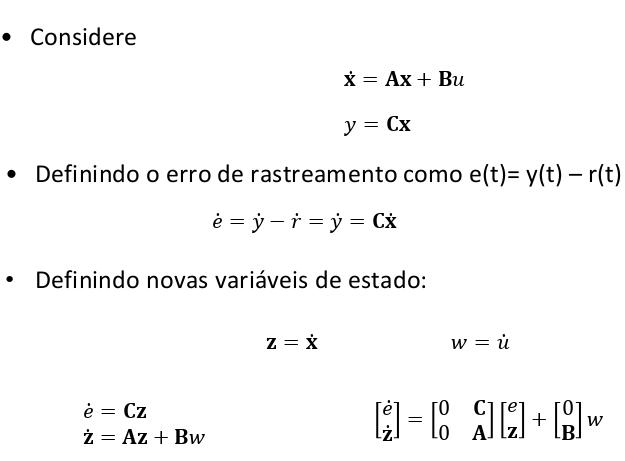 • Considere
ẋ = Ax + Bu
y = Cx
• Definindo o erro de rastreamento como e(t)= y(t) – r(t)
ė = ẏ − ṙ = ẏ = Cẋ
• Definindo novas variáveis de estado:
z = ẋ w = u̇
ė = Cz
ż = Az + Bw
[ė ż] = [0 C 0 A] [e z] + [0 B] w